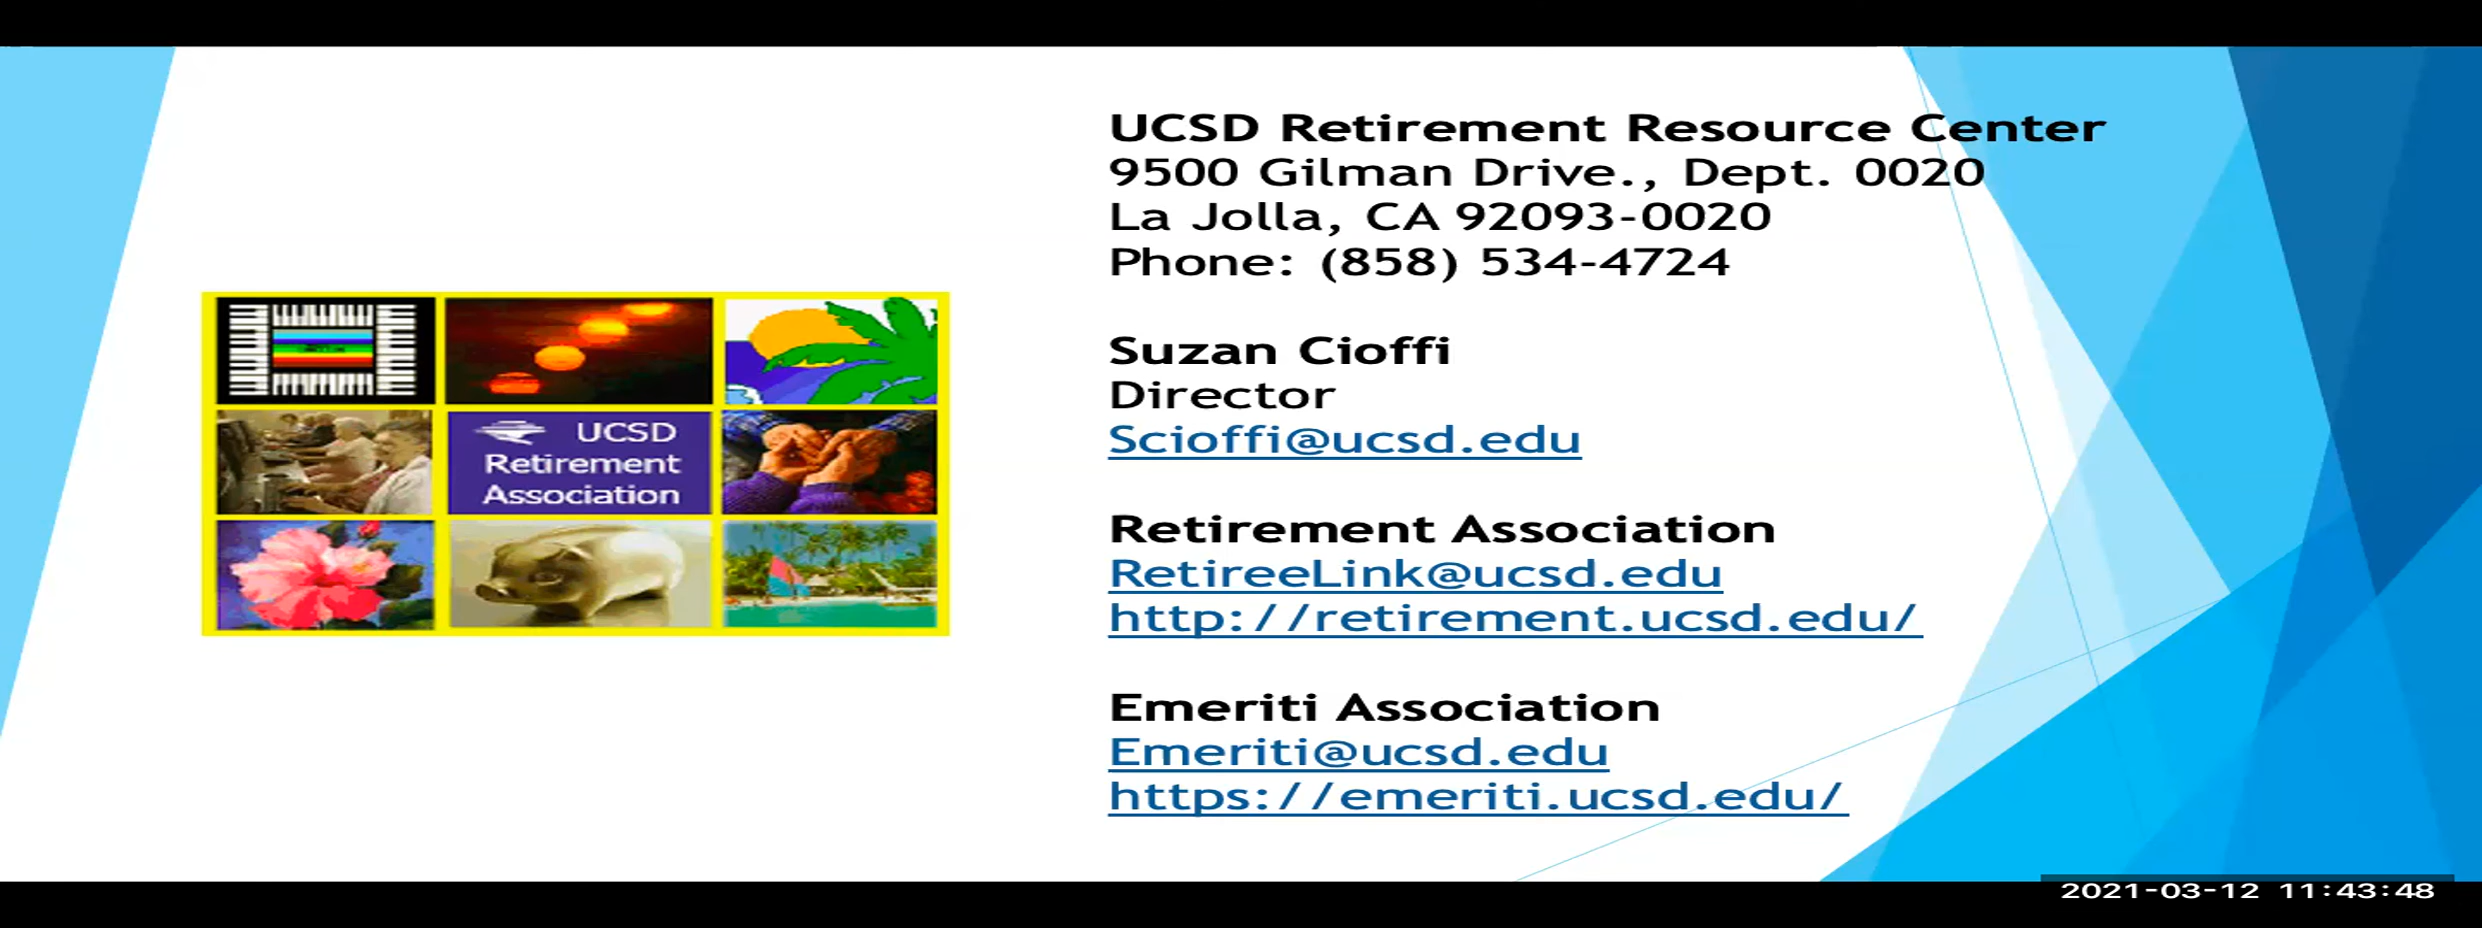 UCSD Retirement Resource Center
9500 Gilman Drive., Dept. 0020
La Jolla, CA 92093-0020
Phone: (858) 534-4724
Suzan Cioffi
Director
Scioffi@ucsd.edu
Retirement Association
RetireeLink@ucsd.edu
http://retirement.ucsd.edu/
Emeriti Association
Emeriti@ucsd.edu
https://emeriti.ucsd.edu/
UCSD
Retirement
Association
2021-03-12 11:43:48